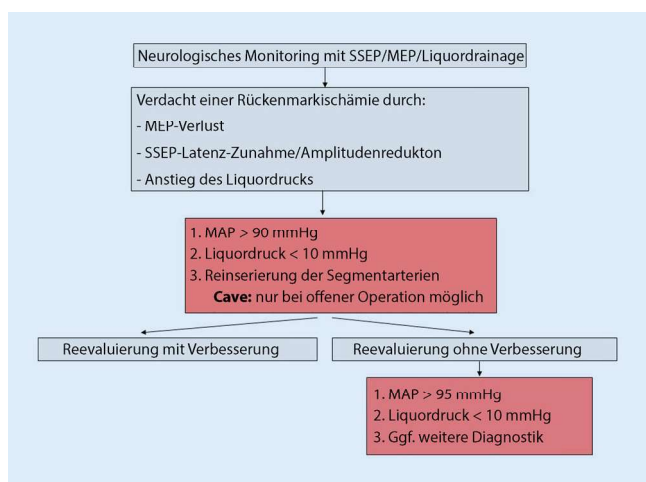 Neurologisches Monitoring mit SSEP/MEP/Liquordrainage
Verdacht einer Rückenmarkischämie durch:
- MEP-Verlust
- SSEP-Latenz-Zunahme/Amplitudenredukton
- Anstieg des Liquordrucks
1. MAP > 90 mmHg
2. Liquordruck < 10 mmHg
3. Reinserierung der Segmentarterien
Cave: nur bei offener Operation möglich
Reevaluierung mit Verbesserung
Reevaluierung ohne Verbesserung
1. MAP > 95 mmHg
2. Liquordruck < 10 mmHg
3. Ggf. weitere Diagnostik